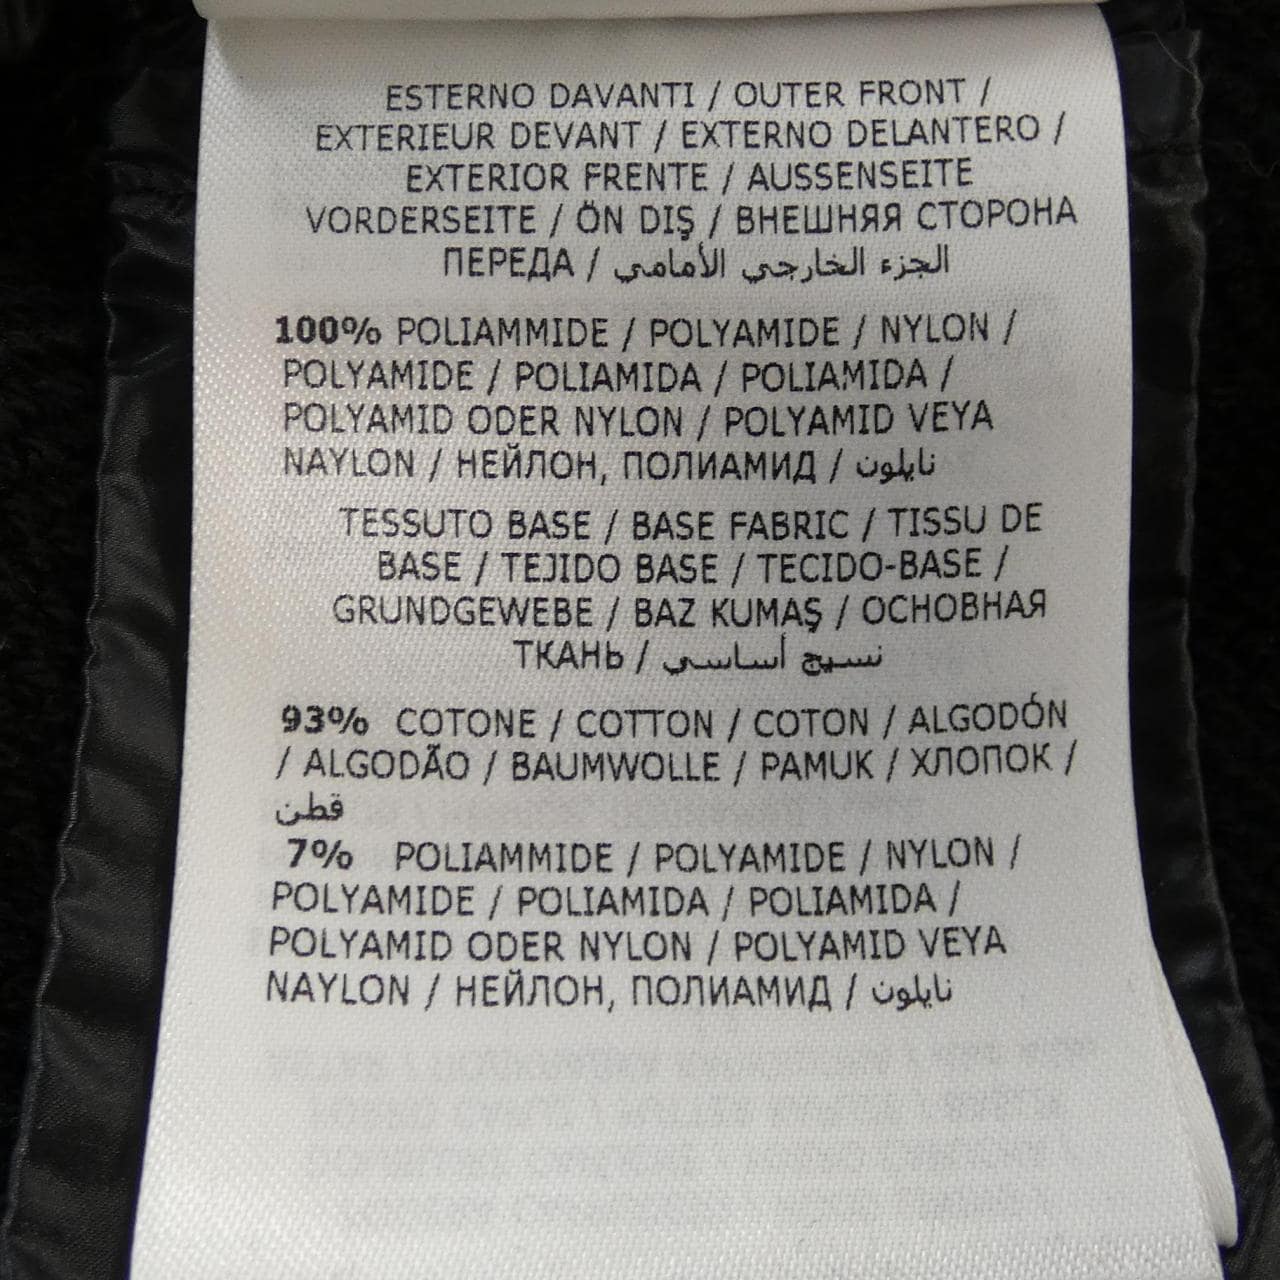 ESTERNO DAVANTI / OUTER FRONT /
EXTERIEUR DEVANT / EXTERNO DELANTERO /
EXTERIOR FRENTE / AUSSENSEITE
VORDERSEITE / ÖN DIŞ / ВНЕШНЯЯ СТОРОНА
ПЕРЕДА / الجزء الخارجي الأمامي
100% POLIAMMIDE / POLYAMIDE / NYLON /
POLYAMIDE / POLIAMIDA / POLIAMIDA /
POLYAMID ODER NYLON / POLYAMID VEYA
NAYLON / НЕЙЛОН, ПОЛИАМИД / نايلون
TESSUTO BASE / BASE FABRIC / TISSU DE
BASE / TEJIDO BASE / TECIDO-BASE /
GRUNDGEWEBE / BAZ KUMAŞ / ОСНОВНАЯ
ТКАНЬ / نسيج أساسي
93% COTONE / COTTON / COTON / ALGODÓN
/ ALGODÃO / BAUMWOLLE / PAMUK / ХЛОПОК /
قطن
7% POLIAMMIDE / POLYAMIDE / NYLON /
POLYAMIDE / POLIAMIDA / POLIAMIDA /
POLYAMID ODER NYLON / POLYAMID VEYA
NAYLON / НЕЙЛОН, ПОЛИАМИД / نايلون